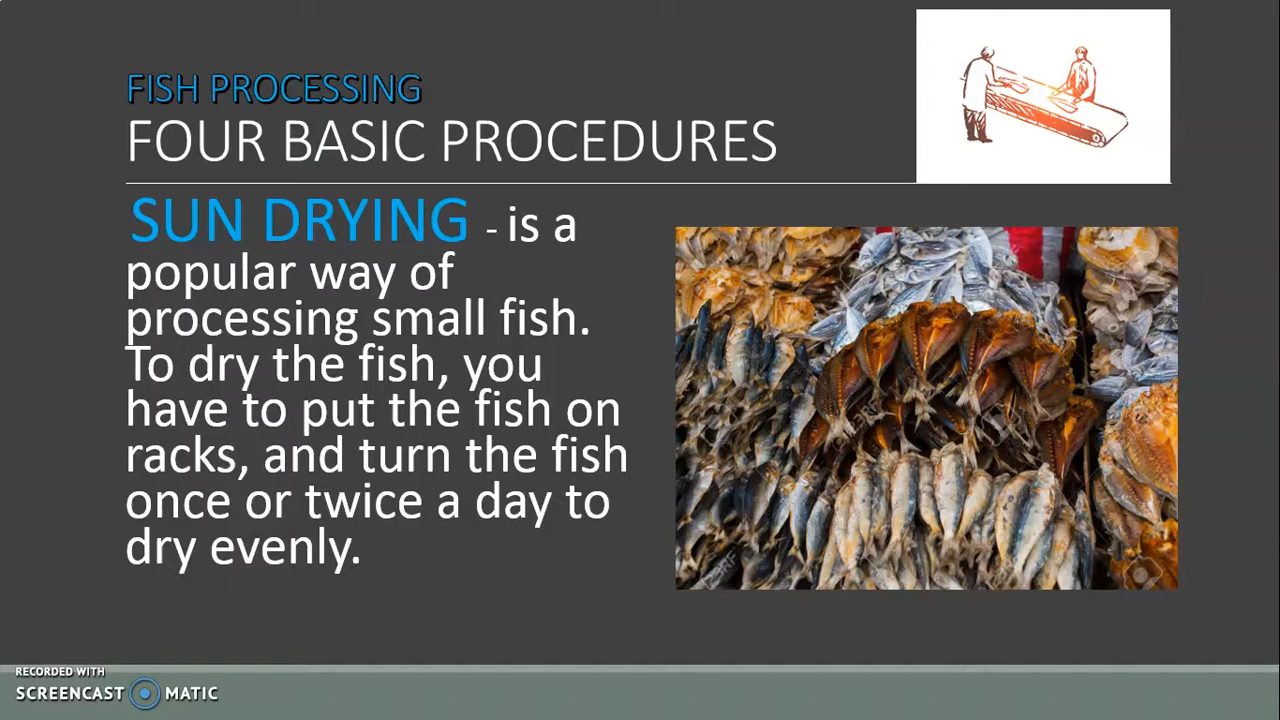 FISH PROCESSING
FOUR BASIC PROCEDURES
SUN DRYING - is a
popular way of
processing small fish.
To dry the fish, you
have to put the fish on
racks, and turn the fish
once or twice a day to
dry evenly.
RECORDED WITH
SCREENCAST MATIC